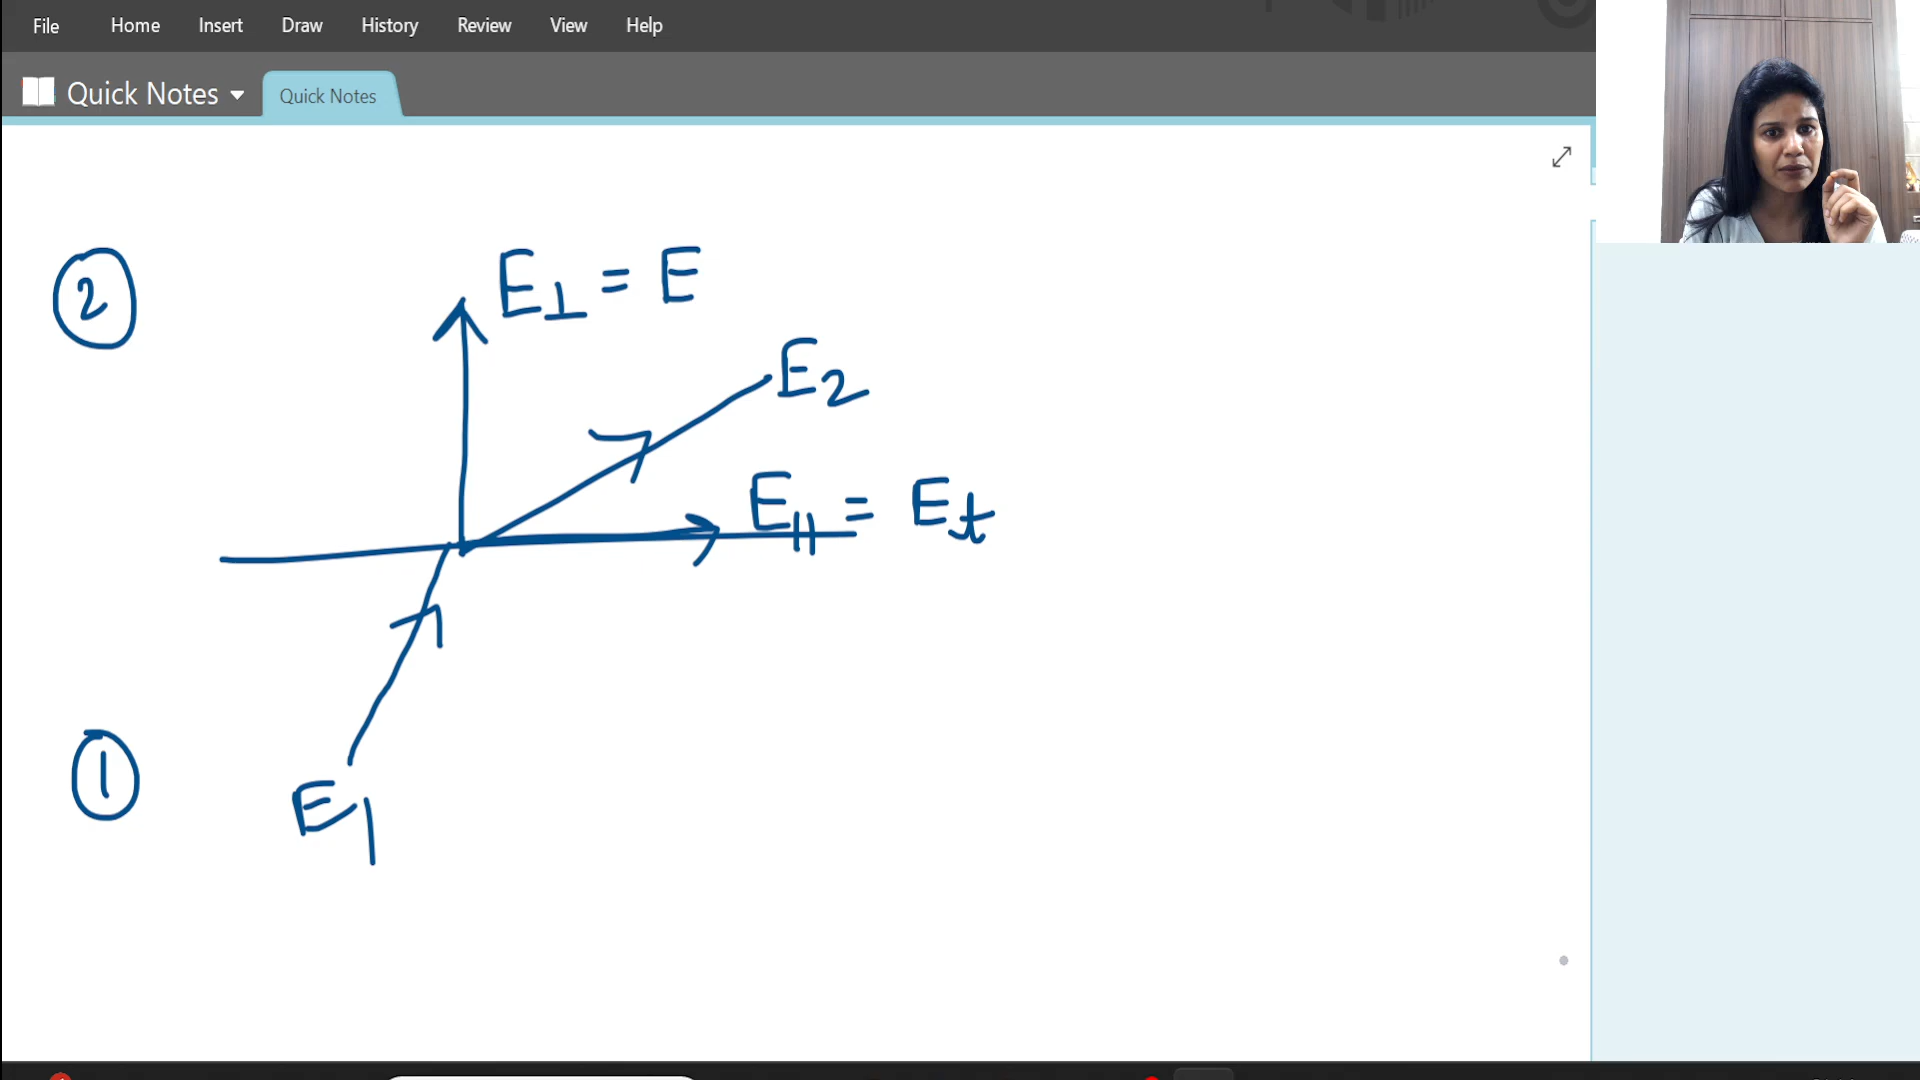 File Home Insert Draw History Review View Help
Quick Notes Quick Notes
② E⊥ = E
E₂
E∥ = Eₜ
①
E₁